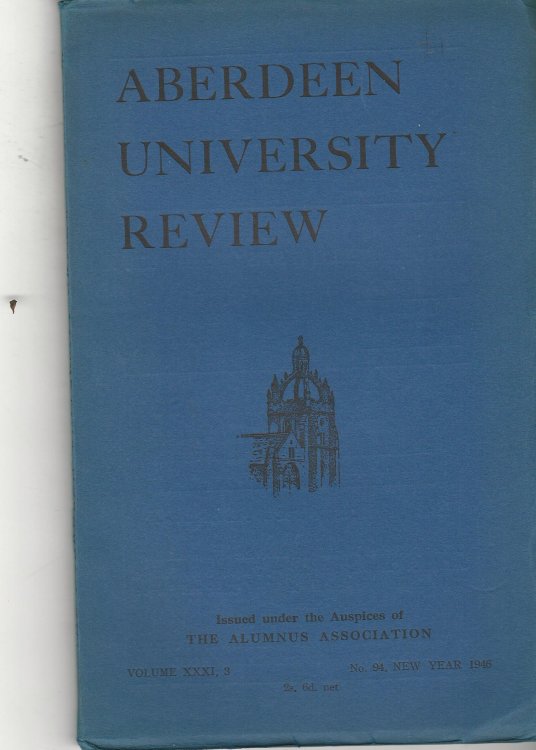 ABERDEEN
UNIVERSITY
REVIEW
Issued under the Auspices of
THE ALUMNUS ASSOCIATION
VOLUME XXXI, 3
No. 94, NEW YEAR 1946
2s. 6d. net